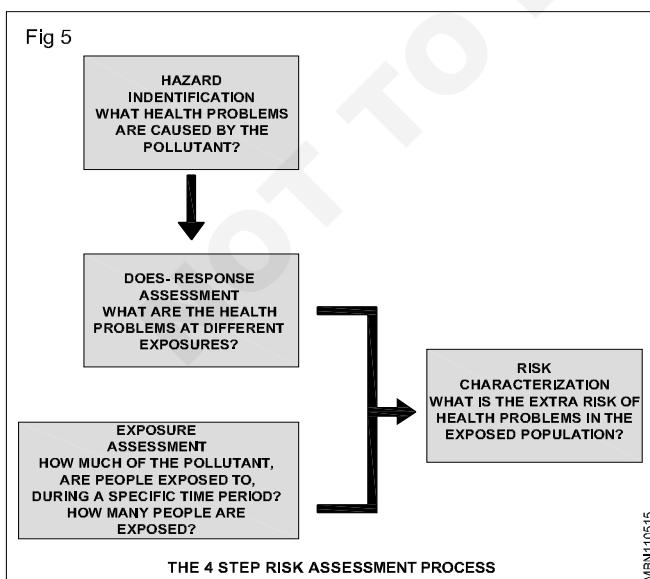 Fig 5
HAZARD
INDENTIFICATION
WHAT HEALTH PROBLEMS
ARE CAUSED BY THE
POLLUTANT?
DOES- RESPONSE
ASSESSMENT
WHAT ARE THE HEALTH
PROBLEMS AT DIFFERENT
EXPOSURES?
EXPOSURE
ASSESSMENT
HOW MUCH OF THE POLLUTANT,
ARE PEOPLE EXPOSED TO,
DURING A SPECIFIC TIME PERIOD?
HOW MANY PEOPLE ARE
EXPOSED?
RISK
CHARACTERIZATION
WHAT IS THE EXTRA RISK OF
HEALTH PROBLEMS IN THE
EXPOSED POPULATION?
THE 4 STEP RISK ASSESSMENT PROCESS
NOT TO